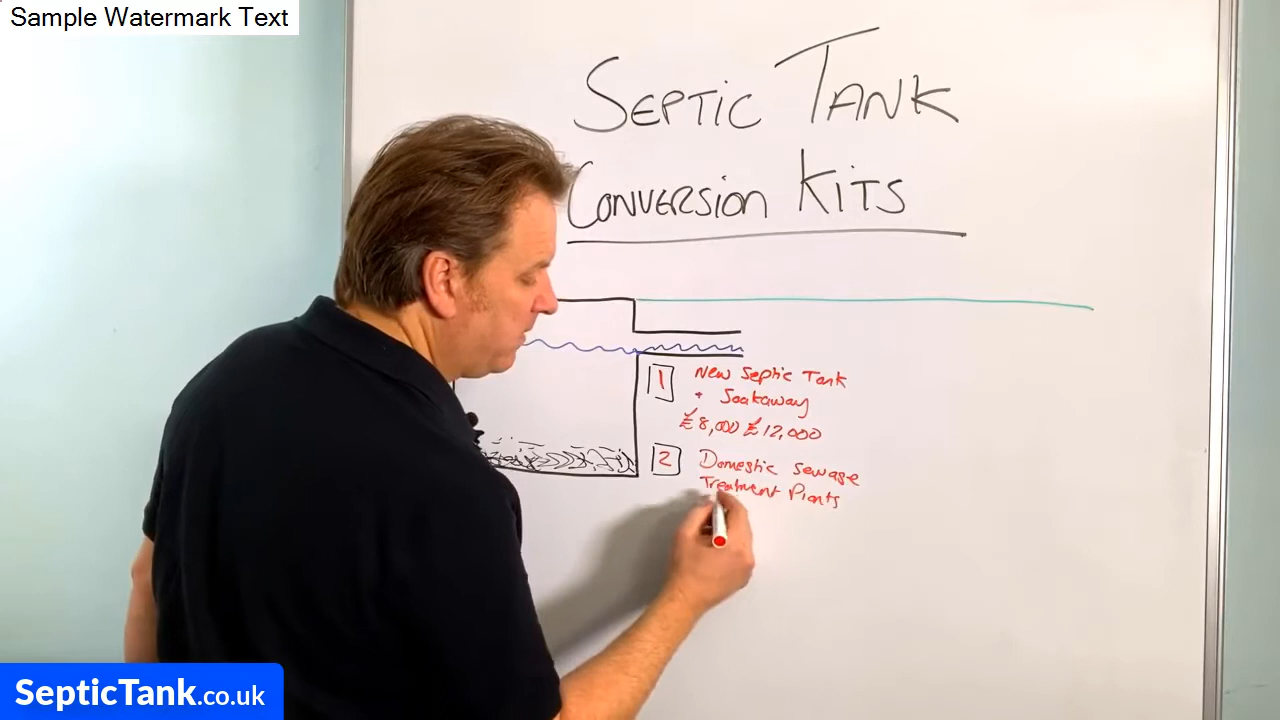 Sample Watermark Text
SEPTIC TANK
CONVERSION KITS
1 New Septic Tank
+ Soakaway
£8,000 £12,000
2 Domestic Sewage
Treatment Plants
SepticTank.co.uk